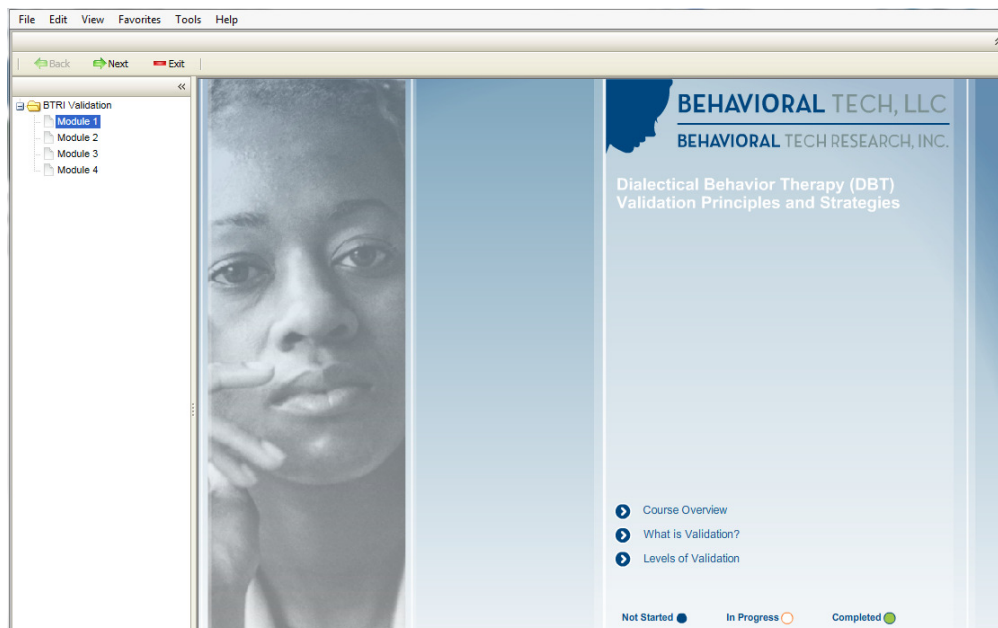 File Edit View Favorites Tools Help
Back Next Exit
BTRI Validation
Module 1
Module 2
Module 3
Module 4
BEHAVIORAL TECH, LLC
BEHAVIORAL TECH RESEARCH, INC.
Dialectical Behavior Therapy (DBT)
Validation Principles and Strategies
Course Overview
What is Validation?
Levels of Validation
Not Started In Progress Completed